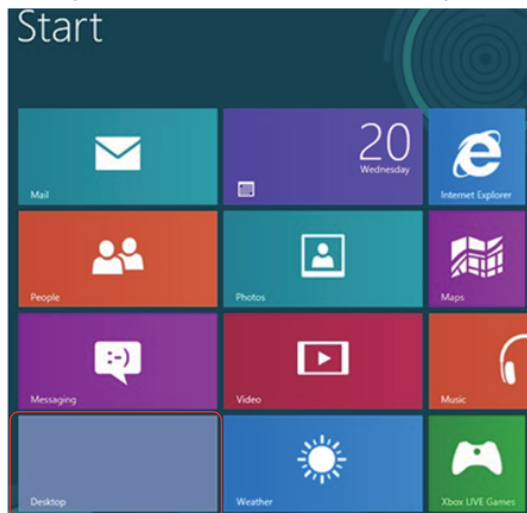 Start
20
Wednesday
Mail
Internet Explorer
People
Photos
Maps
:-)
Messaging
Video
Music
Desktop
Weather
Xbox LIVE Games